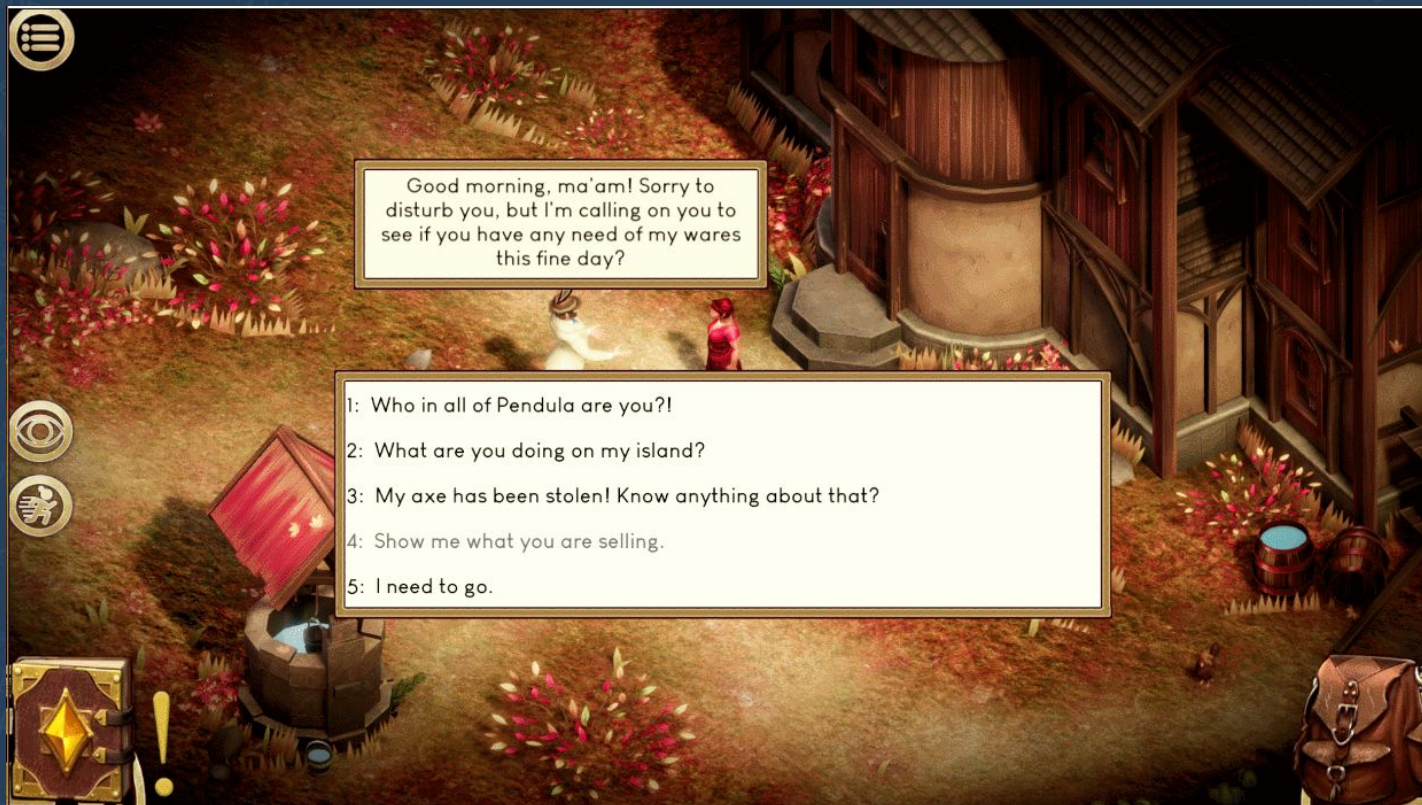 Good morning, ma'am! Sorry to
disturb you, but I'm calling on you to
see if you have any need of my wares
this fine day?
1: Who in all of Pendula are you?!
2: What are you doing on my island?
3: My axe has been stolen! Know anything about that?
4: Show me what you are selling.
5: I need to go.